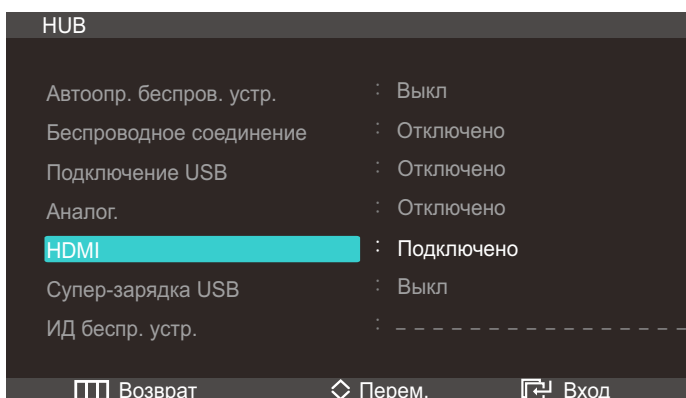 HUB
Автоопр. беспров. устр. : Выкл
Беспроводное соединение : Отключено
Подключение USB : Отключено
Аналог. : Отключено
HDMI : Подключено
Супер-зарядка USB : Выкл
ИД беспр. устр. : – – – – – – – – – – – – – – – –
Возврат Перем. Вход